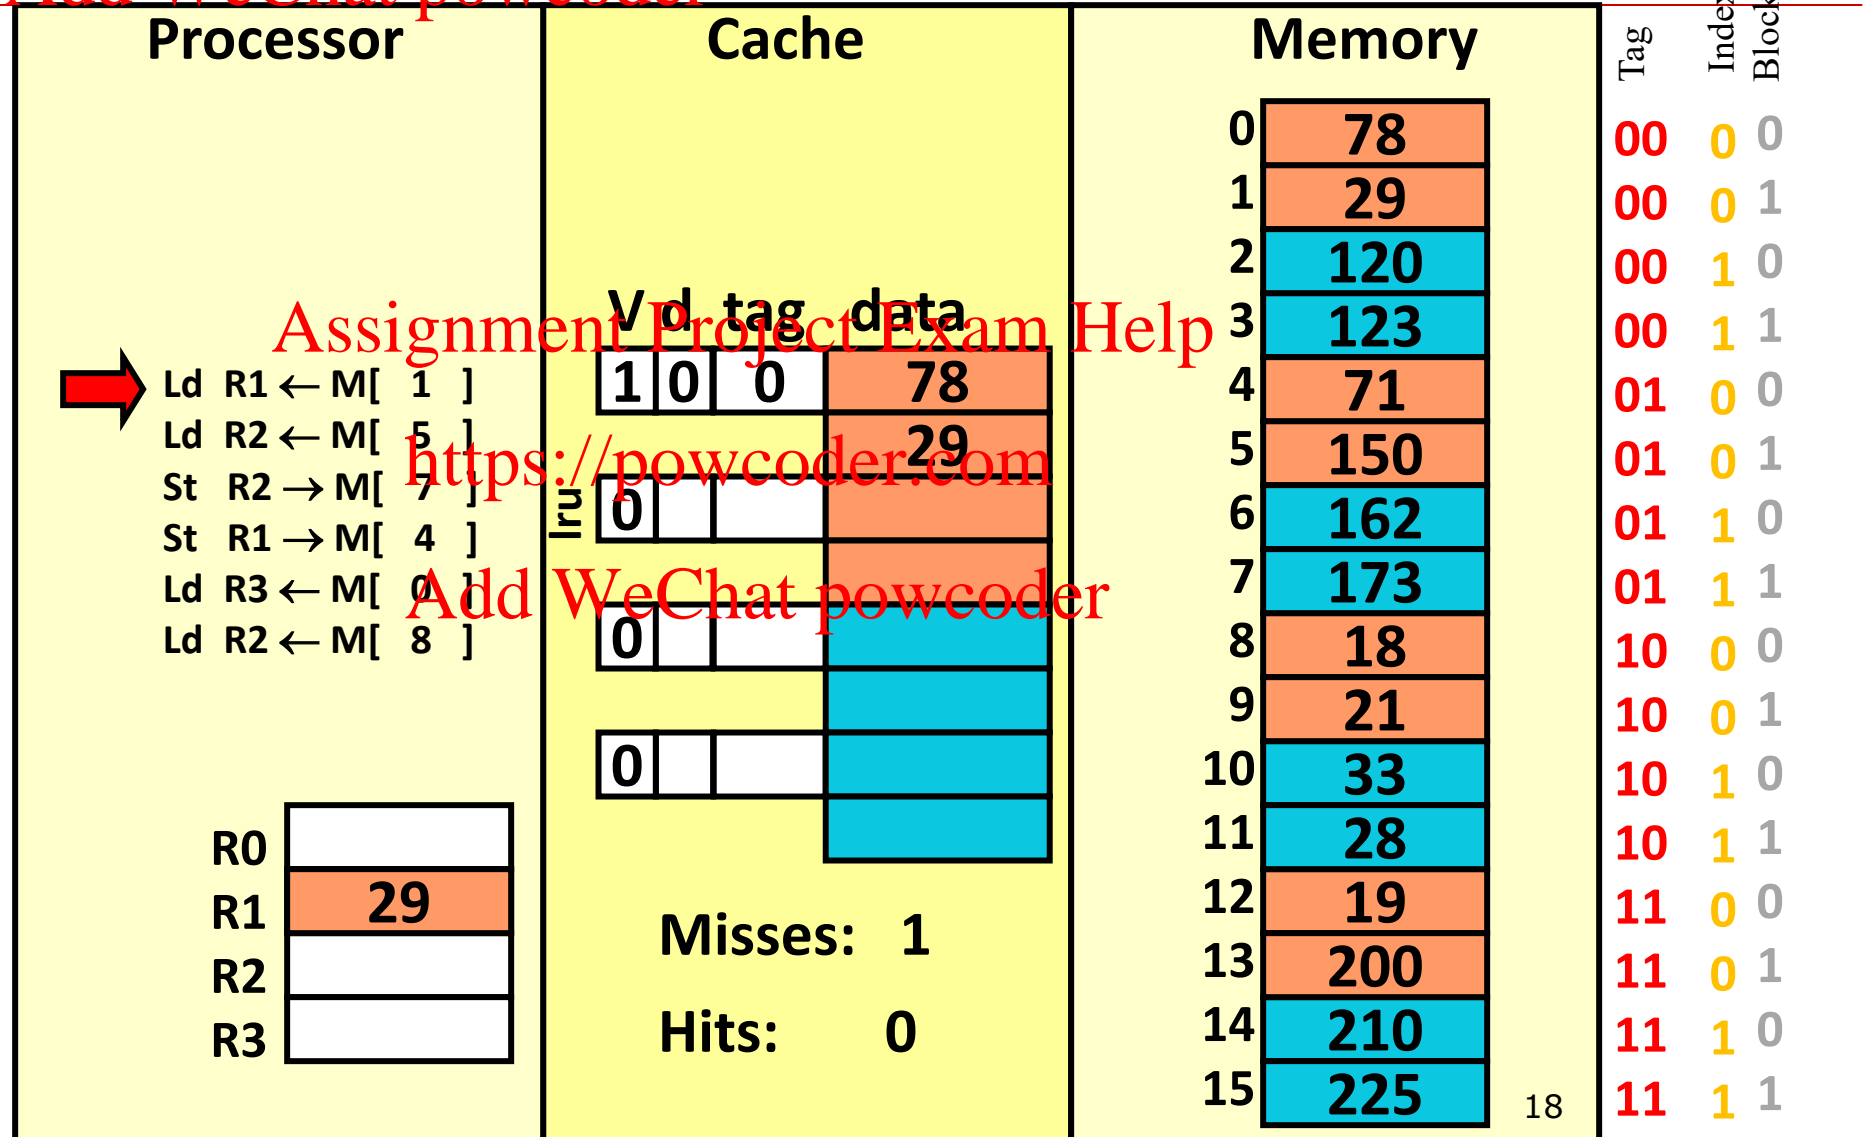 Add WeChat powcoder
Processor
Cache
Memory
Tag
Index
Block
V d tag data
Assignment Project Exam Help
https://powcoder.com
Add WeChat powcoder
Ld R1 ← M[ 1 ]
Ld R2 ← M[ 5 ]
St R2 → M[ 7 ]
St R1 → M[ 4 ]
Ld R3 ← M[ 0 ]
Ld R2 ← M[ 8 ]
R0
R1 29
R2
R3
1 0 0 78
29
lru
0
0
0
Misses: 1
Hits: 0
0 78 00 0 0
1 29 00 0 1
2 120 00 1 0
3 123 00 1 1
4 71 01 0 0
5 150 01 0 1
6 162 01 1 0
7 173 01 1 1
8 18 10 0 0
9 21 10 0 1
10 33 10 1 0
11 28 10 1 1
12 19 11 0 0
13 200 11 0 1
14 210 11 1 0
15 225 11 1 1
18